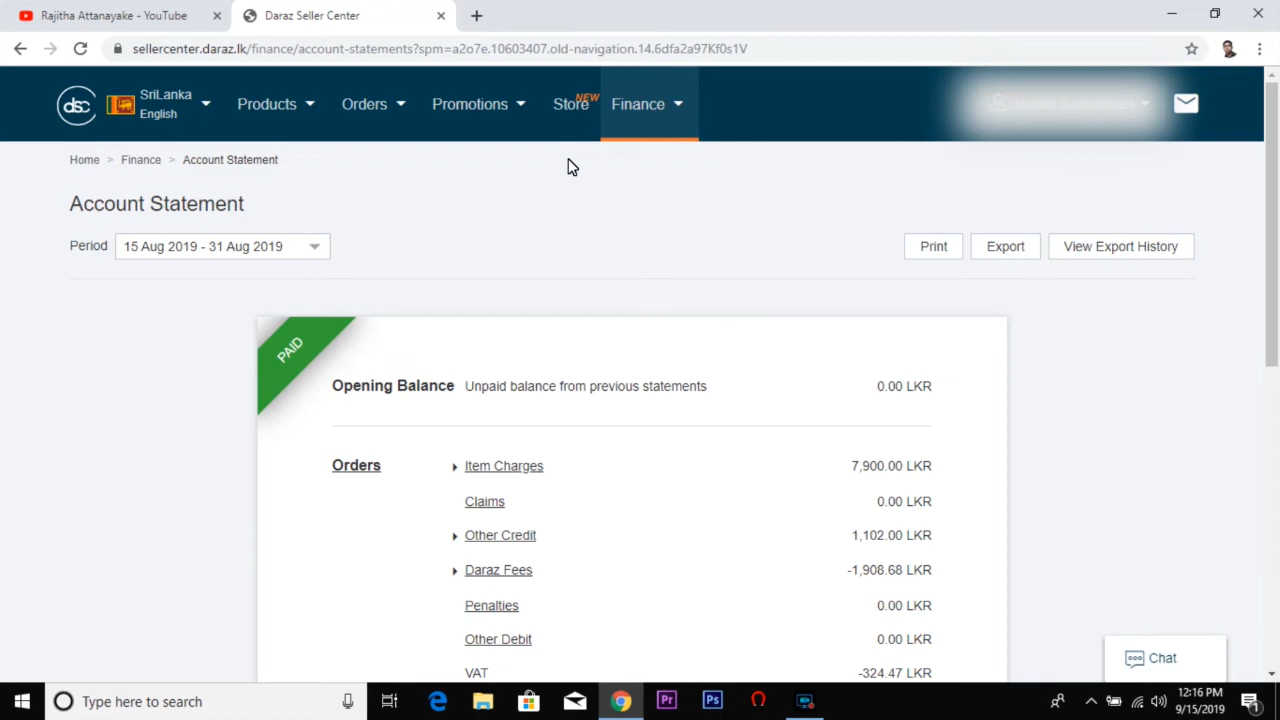 Rajitha Attanayake - YouTube
Daraz Seller Center
sellercenter.daraz.lk/finance/account-statements?spm=a2o7e.10603407.old-navigation.14.6dfa2a97Kf0s1V
dsc
SriLanka
English
Products
Orders
Promotions
Store
NEW
Finance
Home > Finance > Account Statement
Account Statement
Period 15 Aug 2019 - 31 Aug 2019
Print
Export
View Export History
PAID
Opening Balance Unpaid balance from previous statements 0.00 LKR
Orders Item Charges 7,900.00 LKR
Claims 0.00 LKR
Other Credit 1,102.00 LKR
Daraz Fees -1,908.68 LKR
Penalties 0.00 LKR
Other Debit 0.00 LKR
VAT -324.47 LKR
Chat
Type here to search
Pr
Ps
12:16 PM
9/15/2019
1